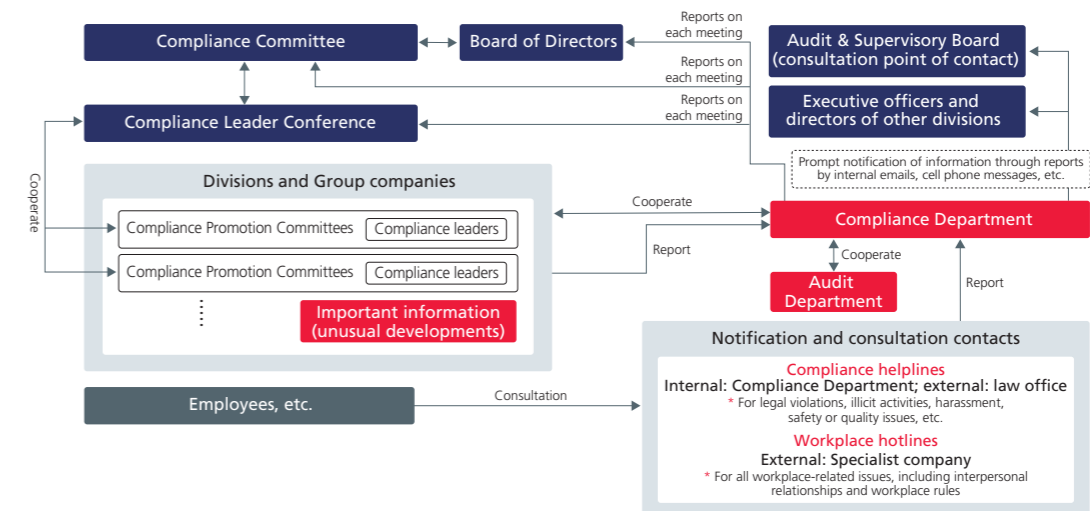 Compliance Committee
Board of Directors
Reports on
each meeting
Reports on
each meeting
Reports on
each meeting
Audit & Supervisory Board
(consultation point of contact)
Compliance Leader Conference
Executive officers and
directors of other divisions
Prompt notification of information through reports
by internal emails, cell phone messages, etc.
Cooperate
Divisions and Group companies
Compliance Promotion Committees
Compliance leaders
Compliance Promotion Committees
Compliance leaders
Important information
(unusual developments)
Cooperate
Report
Compliance Department
Cooperate
Audit
Department
Report
Employees, etc.
Consultation
Notification and consultation contacts
Compliance helplines
Internal: Compliance Department; external: law office
* For legal violations, illicit activities, harassment,
safety or quality issues, etc.
Workplace hotlines
External: Specialist company
* For all workplace-related issues, including interpersonal
relationships and workplace rules